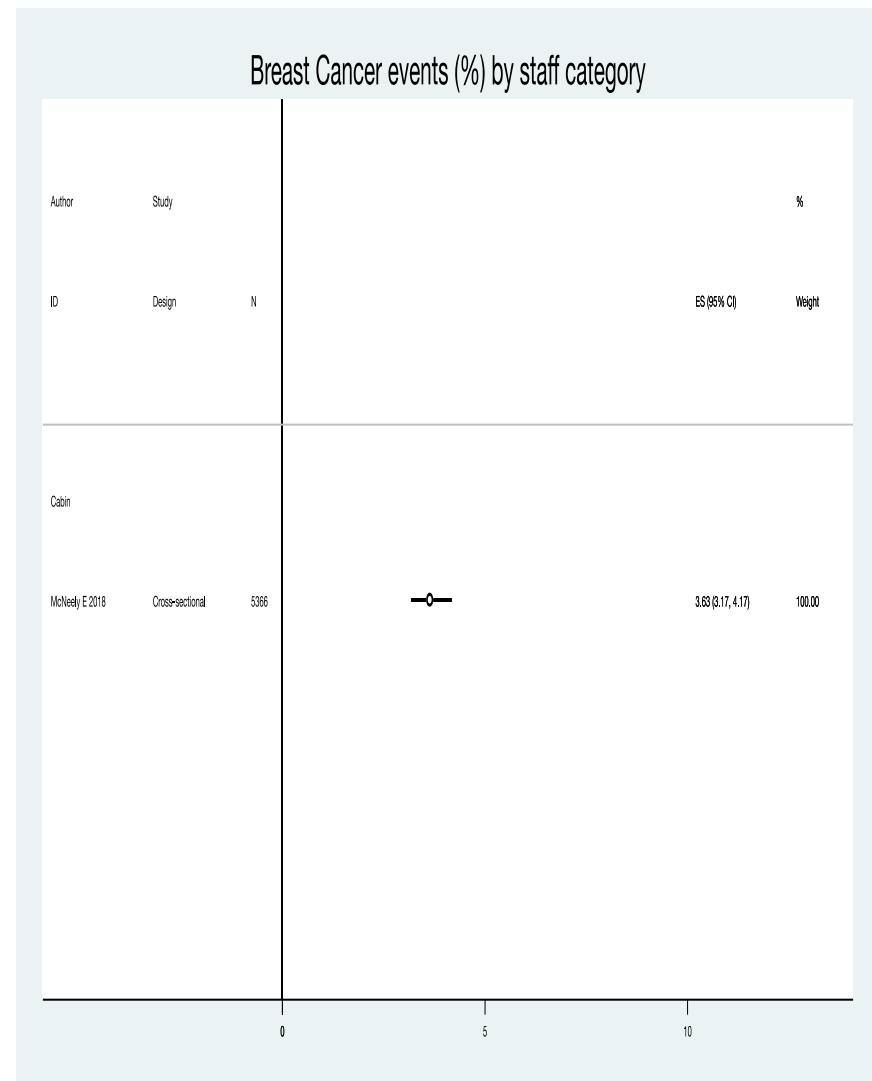 Breast Cancer events (%) by staff category
Author Study %
ID Design N ES (95% CI) Weight
Cabin
McNeely E 2018 Cross-sectional 5366 3.63 (3.17, 4.17) 100.00
0 5 10